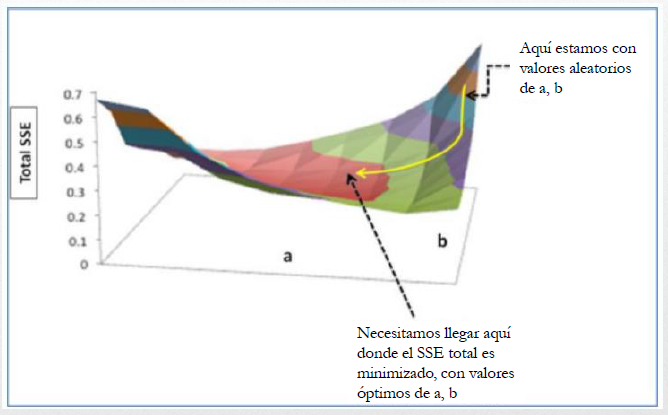 Aquí estamos con
valores aleatorios
de a, b
0.7
0.6
0.5
0.4
0.3
0.2
0.1
0
Total SSE
a
b
Necesitamos llegar aquí
donde el SSE total es
minimizado, con valores
óptimos de a, b